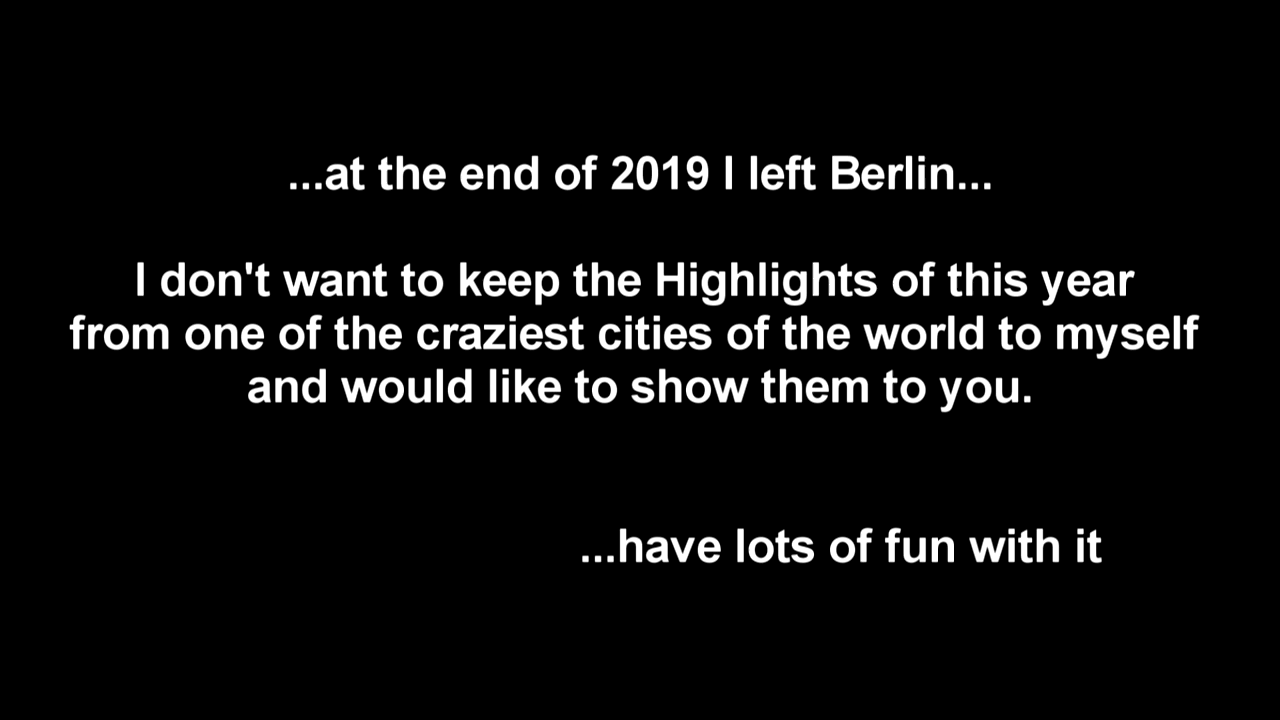 ...at the end of 2019 I left Berlin...
I don't want to keep the Highlights of this year
from one of the craziest cities of the world to myself
and would like to show them to you.
...have lots of fun with it